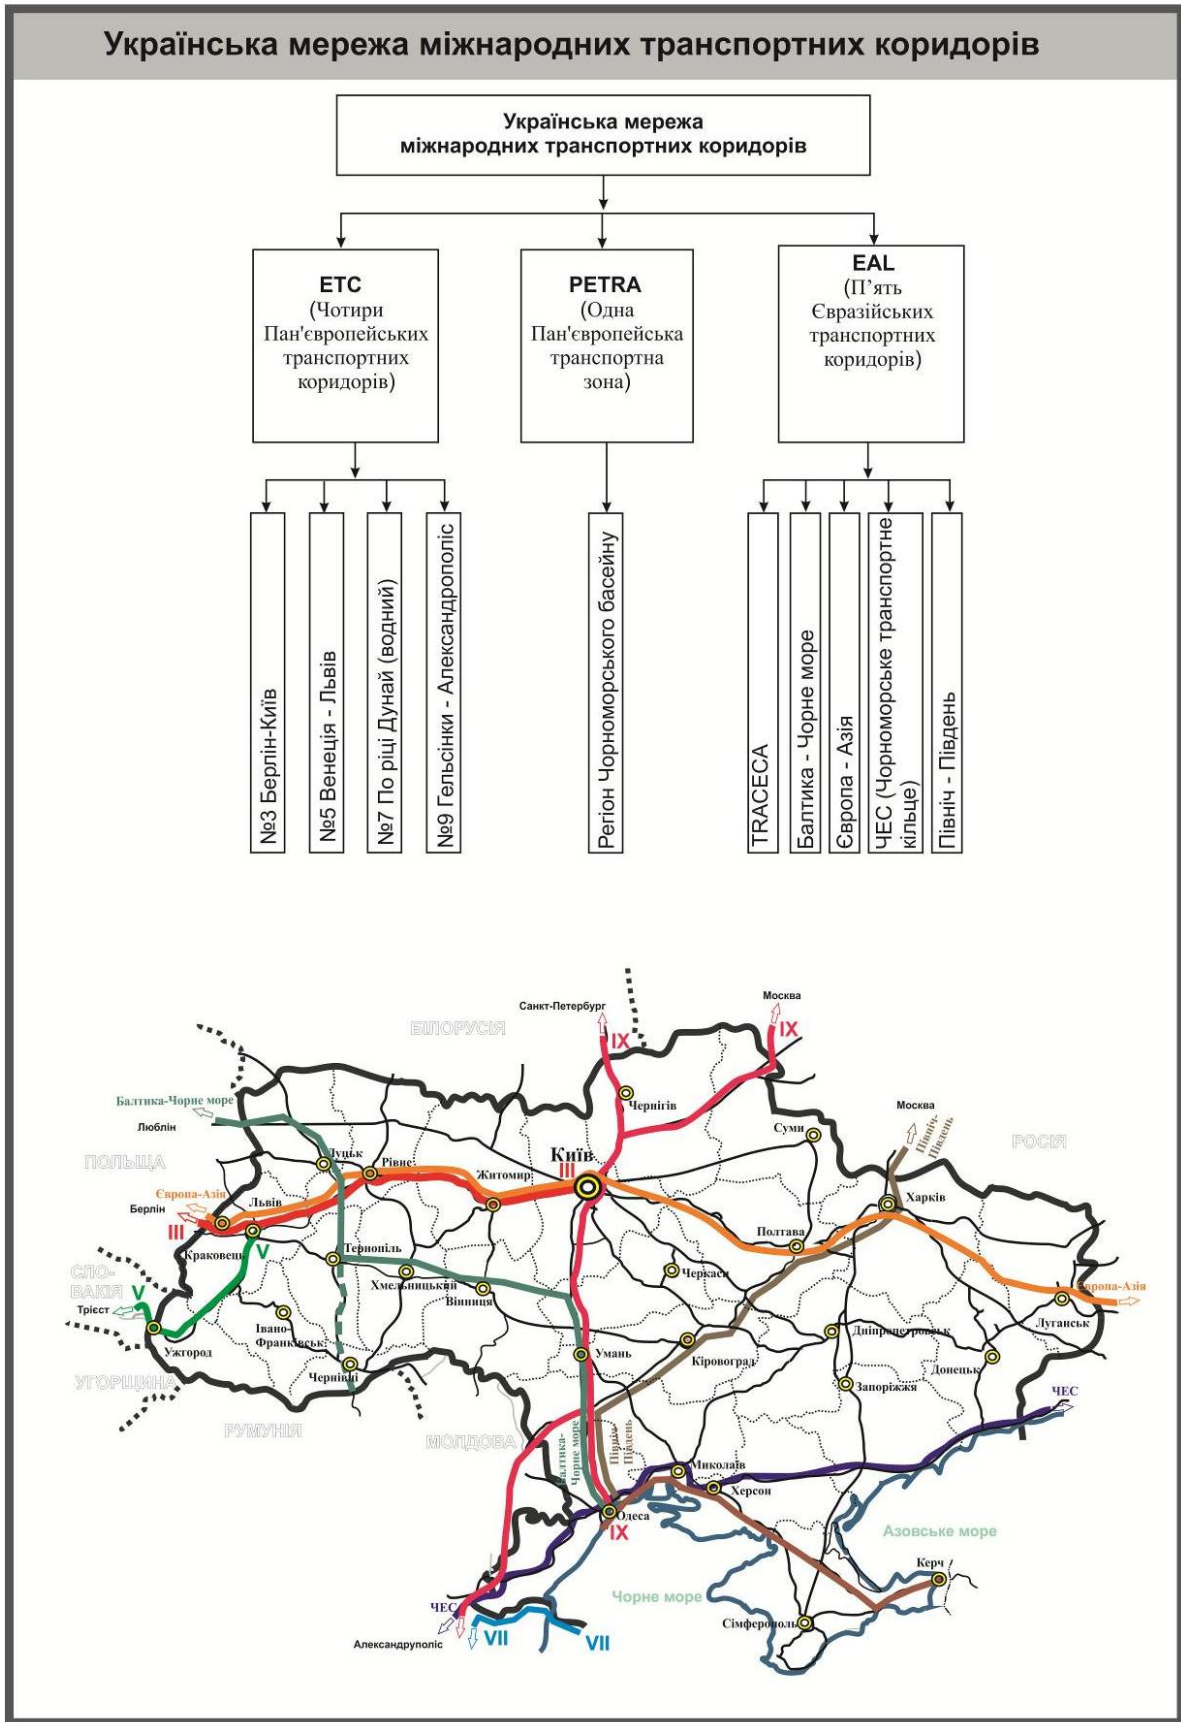 Українська мережа міжнародних транспортних коридорів
Українська мережа
міжнародних транспортних коридорів
ETC
(Чотири
Пан'європейських
транспортних
коридорів)
PETRA
(Одна
Пан'європейська
транспортна
зона)
EAL
(П’ять
Євразійських
транспортних
коридорів)
№3 Берлін-Київ
№5 Венеція - Львів
№7 По ріці Дунай (водний)
№9 Гельсінки - Александрополіс
Регіон Чорноморського басейну
TRACECA
Балтика - Чорне море
Європа - Азія
ЧЕС (Чорноморське транспортне
кільце)
Північ - Південь
Санкт-Петербург
Москва
IX
IX
БІЛОРУСІЯ
Чернігів
Балтика-Чорне море
Люблін
Москва
Північ-
Південь
Суми
РОСІЯ
ПОЛЬЩА
Луцьк
Рівне
Житомир
Київ
III
Європа-Азія
Берлін
Львів
Харків
III
Краковець
V
Полтава
Тернопіль
Хмельницький
Вінниця
Черкаси
СЛО-
ВАКІЯ
V
Трієст
Європа-Азія
Луганськ
Ужгород
Івано-
Франківськ
Умань
Кіровоград
Дніпропетровськ
Донецьк
УГОРЩИНА
Чернівці
Запоріжжя
ЧЕС
РУМУНІЯ
МОЛДОВА
Балтика-
Чорне море
Північ-
Південь
Миколаїв
Херсон
Одеса
IX
Азовське море
Керч
Чорне море
ЧЕС
Сімферополь
Александруполіс
VII
VII